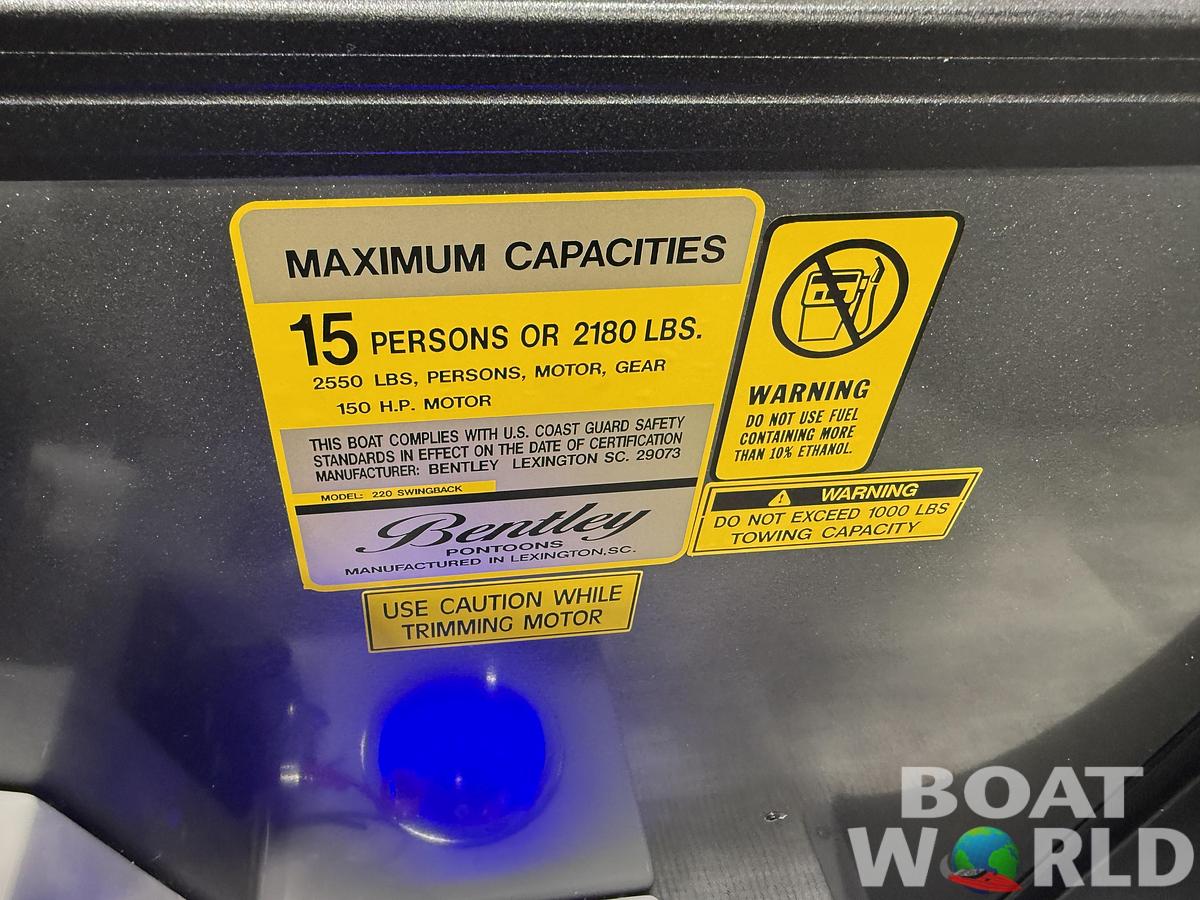 MAXIMUM CAPACITIES
15 PERSONS OR 2180 LBS.
2550 LBS, PERSONS, MOTOR, GEAR
150 H.P. MOTOR
THIS BOAT COMPLIES WITH U.S. COAST GUARD SAFETY
STANDARDS IN EFFECT ON THE DATE OF CERTIFICATION
MANUFACTURER: BENTLEY LEXINGTON SC. 29073
MODEL: 220 SWINGBACK
Bentley
PONTOONS
MANUFACTURED IN LEXINGTON, SC.
WARNING
DO NOT USE FUEL
CONTAINING MORE
THAN 10% ETHANOL.
WARNING
DO NOT EXCEED 1000 LBS
TOWING CAPACITY
USE CAUTION WHILE
TRIMMING MOTOR
BOAT
WORLD